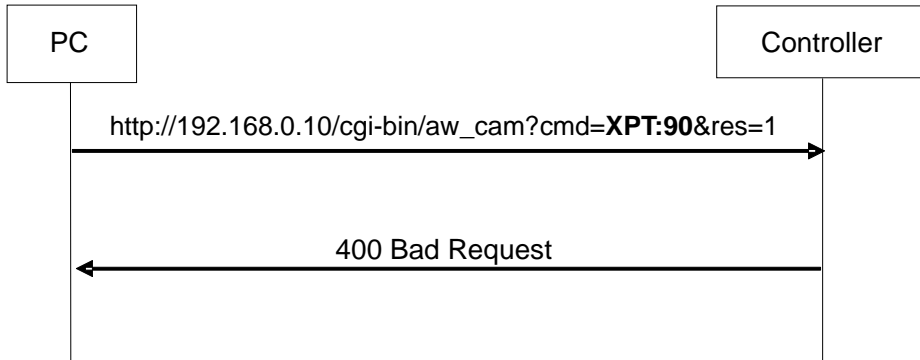 PC
Controller
http://192.168.0.10/cgi-bin/aw_cam?cmd=XPT:90&res=1
400 Bad Request